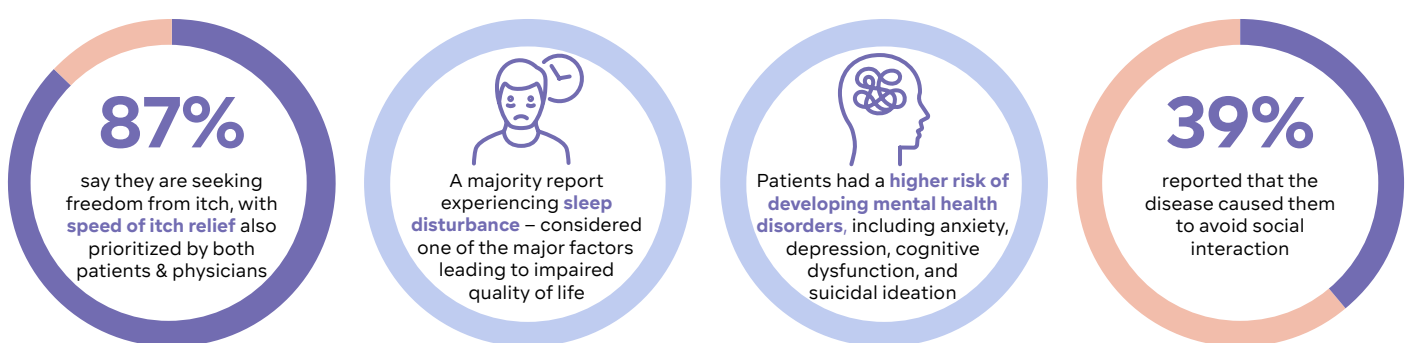 87%
say they are seeking
freedom from itch, with
speed of itch relief also
prioritized by both
patients & physicians
A majority report
experiencing sleep
disturbance – considered
one of the major factors
leading to impaired
quality of life
Patients had a higher risk of
developing mental health
disorders, including anxiety,
depression, cognitive
dysfunction, and
suicidal ideation
39%
reported that the
disease caused them
to avoid social
interaction